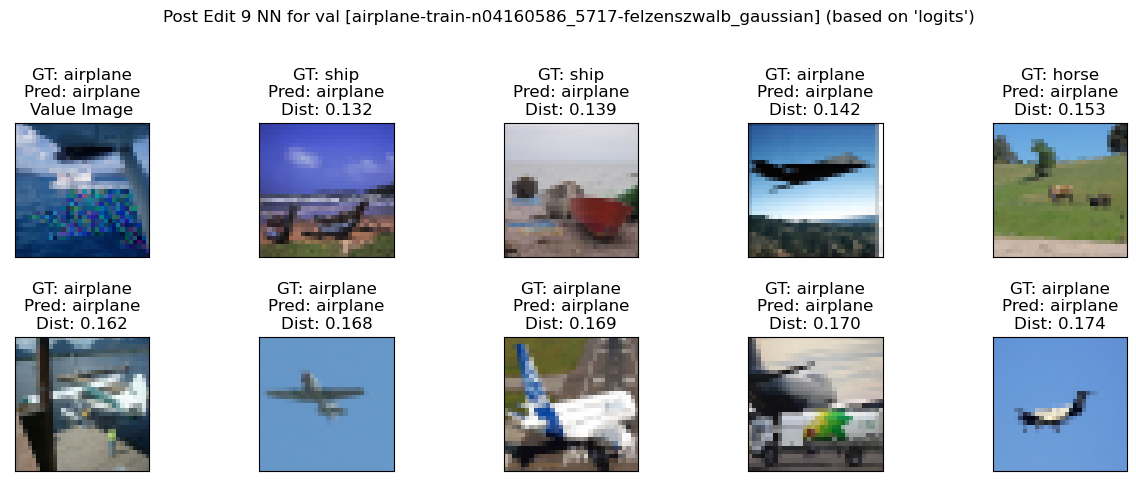 Post Edit 9 NN for val [airplane-train-n04160586_5717-felzenszwalb_gaussian] (based on 'logits')
GT: airplane
Pred: airplane
Value Image
GT: ship
Pred: airplane
Dist: 0.132
GT: ship
Pred: airplane
Dist: 0.139
GT: airplane
Pred: airplane
Dist: 0.142
GT: horse
Pred: airplane
Dist: 0.153
GT: airplane
Pred: airplane
Dist: 0.162
GT: airplane
Pred: airplane
Dist: 0.168
GT: airplane
Pred: airplane
Dist: 0.169
GT: airplane
Pred: airplane
Dist: 0.170
GT: airplane
Pred: airplane
Dist: 0.174